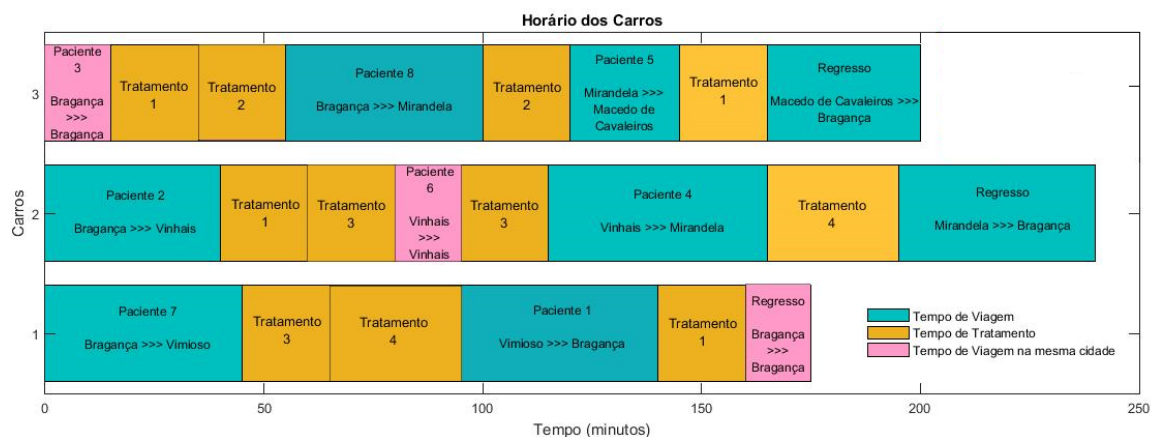 Horário dos Carros
Carros
3
Paciente
3
Bragança
>>>
Bragança
Tratamento
1
Tratamento
2
Paciente 8
Bragança >>> Mirandela
Tratamento
2
Paciente 5
Mirandela >>>
Macedo de
Cavaleiros
Tratamento
1
Regresso
Macedo de Cavaleiros >>>
Bragança
2
Paciente 2
Bragança >>> Vinhais
Tratamento
1
Tratamento
3
Paciente
6
Vinhais
>>>
Vinhais
Tratamento
3
Paciente 4
Vinhais >>> Mirandela
Tratamento
4
Regresso
Mirandela >>> Bragança
1
Paciente 7
Bragança >>> Vimioso
Tratamento
3
Tratamento
4
Paciente 1
Vimioso >>> Bragança
Tratamento
1
Regresso
Bragança
>>>
Bragança
Tempo de Viagem
Tempo de Tratamento
Tempo de Viagem na mesma cidade
0 50 100 150 200 250
Tempo (minutos)